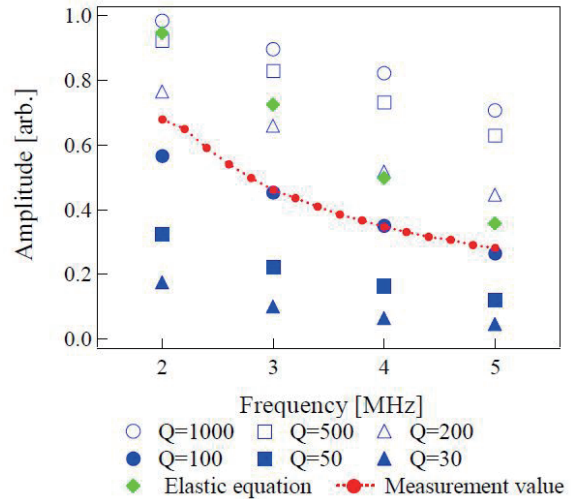 Amplitude [arb.]
1.0
0.8
0.6
0.4
0.2
0.0
2 3 4 5
Frequency [MHz]
Q=1000 Q=500 Q=200
Q=100 Q=50 Q=30
Elastic equation Measurement value